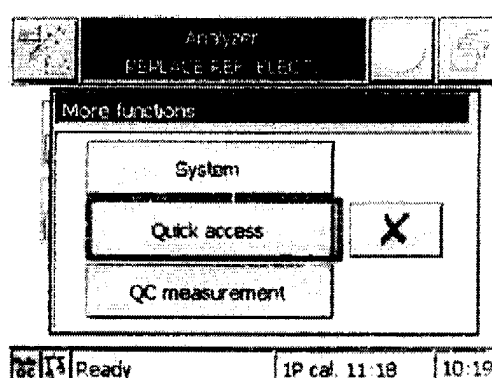 Analyzer
REPLACE REF. ELECT.
More functions
System
Quick access
QC measurement
Ready
1P cal. 11:18
10:19